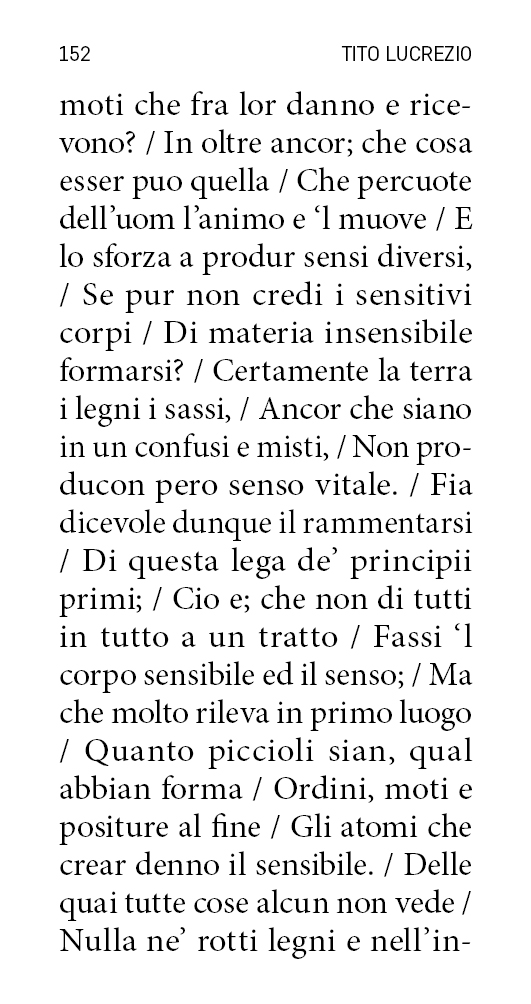 152 TITO LUCREZIO
moti che fra lor danno e rice-
vono? / In oltre ancor; che cosa
esser puo quella / Che percuote
dell’uom l’animo e ‘l muove / E
lo sforza a produr sensi diversi,
/ Se pur non credi i sensitivi
corpi / Di materia insensibile
formarsi? / Certamente la terra
i legni i sassi, / Ancor che siano
in un confusi e misti, / Non pro-
ducon pero senso vitale. / Fia
dicevole dunque il rammentarsi
/ Di questa lega de’ principii
primi; / Cio e; che non di tutti
in tutto a un tratto / Fassi ‘l
corpo sensibile ed il senso; / Ma
che molto rileva in primo luogo
/ Quanto piccioli sian, qual
abbian forma / Ordini, moti e
positure al fine / Gli atomi che
crear denno il sensibile. / Delle
quai tutte cose alcun non vede /
Nulla ne’ rotti legni e nell’in-